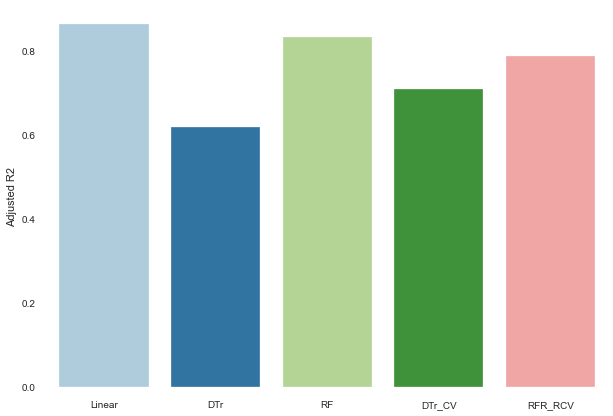 Adjusted R2
0.8
0.6
0.4
0.2
0.0
Linear
DTr
RF
DTr_CV
RFR_RCV